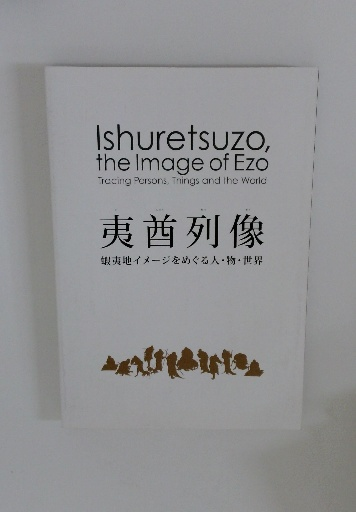 Ishuretsuzo,
the Image of Ezo
Tracing Persons, Things and the World
夷酋列像
蝦夷地イメージをめぐる人・物・世界